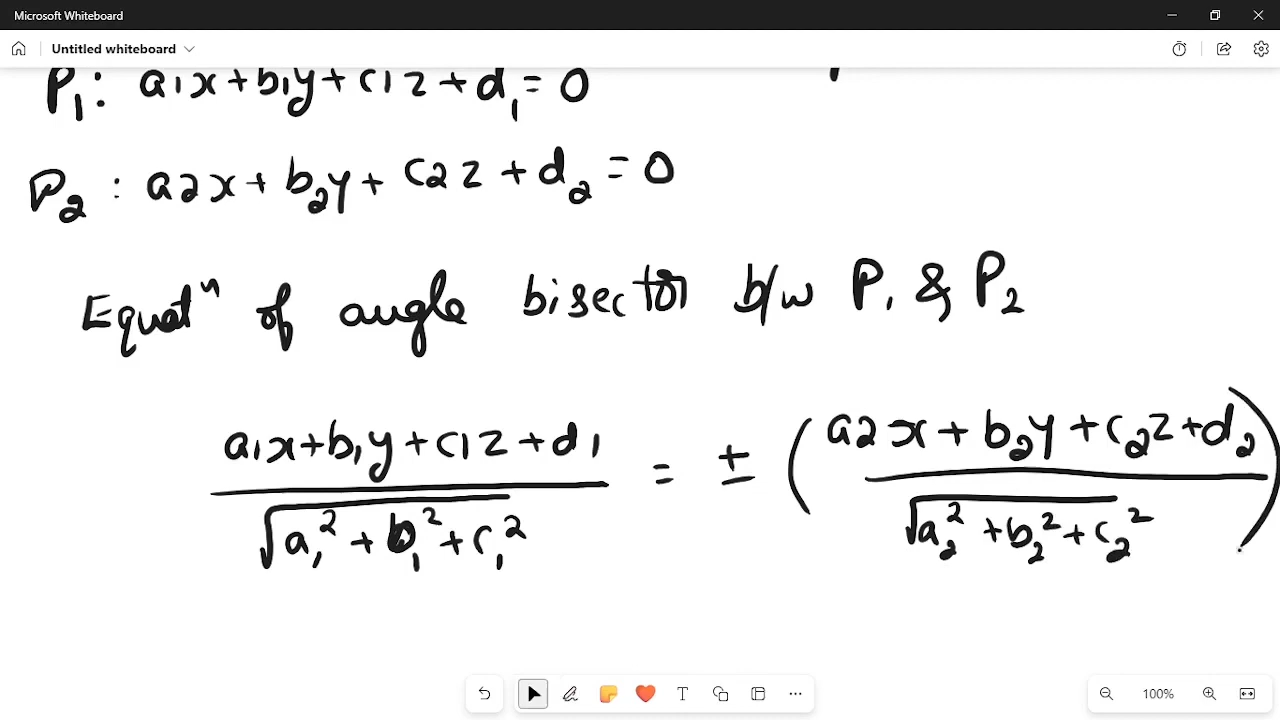 Microsoft Whiteboard
Untitled whiteboard
P₁: a₁x+b₁y+c₁z+d₁=0
P₂: a₂x+b₂y+c₂z+d₂=0
Equatⁿ of angle bisector b/w P₁ & P₂
a₁x+b₁y+c₁z+d₁ = ± (a₂x+b₂y+c₂z+d₂)
√a₁²+b₁²+c₁² √a₂²+b₂²+c₂²
100%